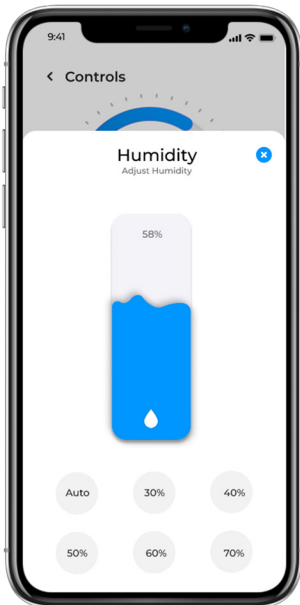 9:41
Controls
Humidity
Adjust Humidity
58%
Auto 30% 40%
50% 60% 70%